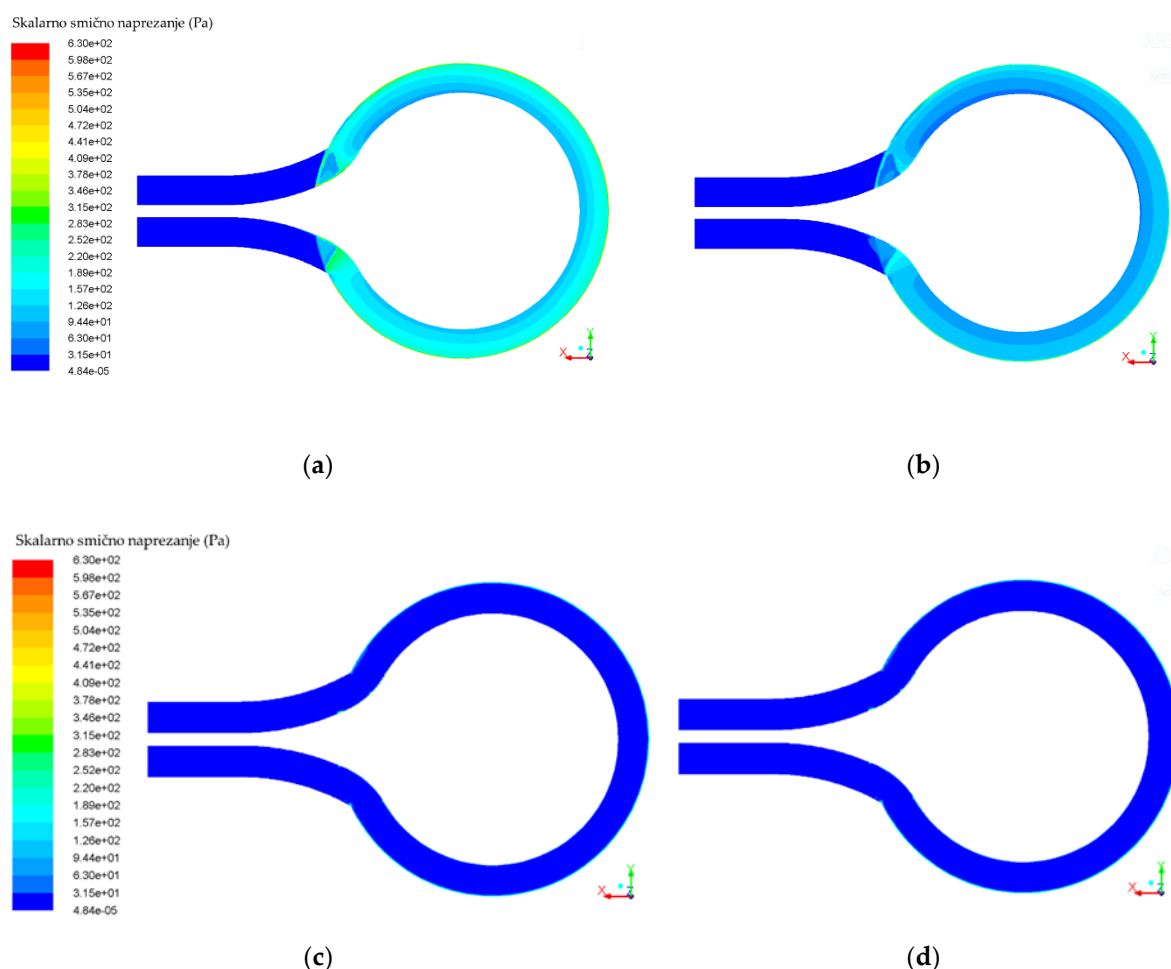 Skalarno smično naprezanje (Pa)
6.30e+02
5.98e+02
5.67e+02
5.35e+02
5.04e+02
4.72e+02
4.41e+02
4.09e+02
3.78e+02
3.46e+02
3.15e+02
2.83e+02
2.52e+02
2.20e+02
1.89e+02
1.57e+02
1.26e+02
9.44e+01
6.30e+01
3.15e+01
4.84e-05
Y
X
Z
Y
X
Z
(a)
(b)
Skalarno smično naprezanje (Pa)
6.30e+02
5.98e+02
5.67e+02
5.35e+02
5.04e+02
4.72e+02
4.41e+02
4.09e+02
3.78e+02
3.46e+02
3.15e+02
2.83e+02
2.52e+02
2.20e+02
1.89e+02
1.57e+02
1.26e+02
9.44e+01
6.30e+01
3.15e+01
4.84e-05
Y
X
Z
Y
X
Z
(c)
(d)